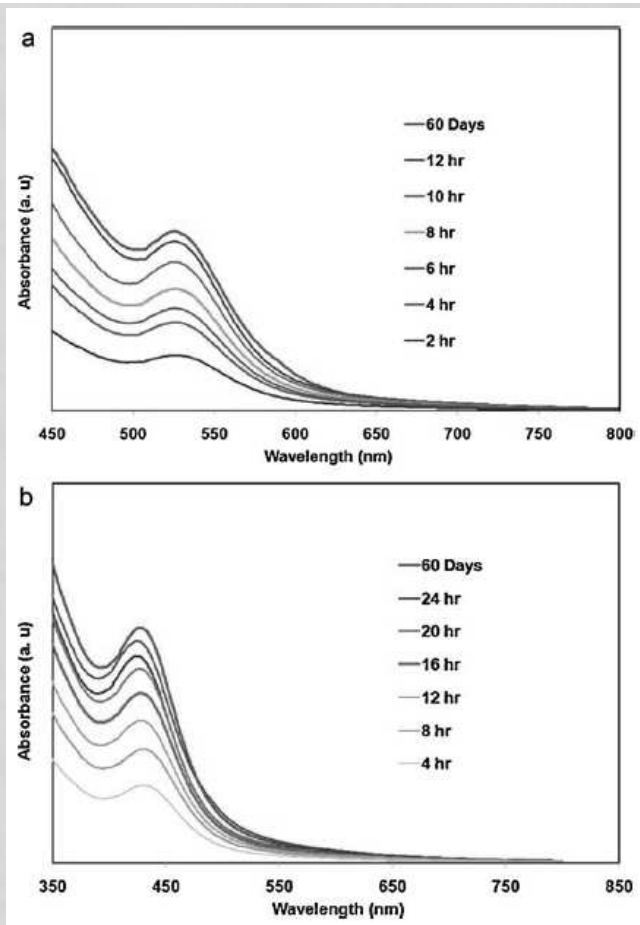 a
Absorbance (a. u)
60 Days
12 hr
10 hr
8 hr
6 hr
4 hr
2 hr
450 500 550 600 650 700 750 800
Wavelength (nm)
b
Absorbance (a. u)
60 Days
24 hr
20 hr
16 hr
12 hr
8 hr
4 hr
350 450 550 650 750 850
Wavelength (nm)